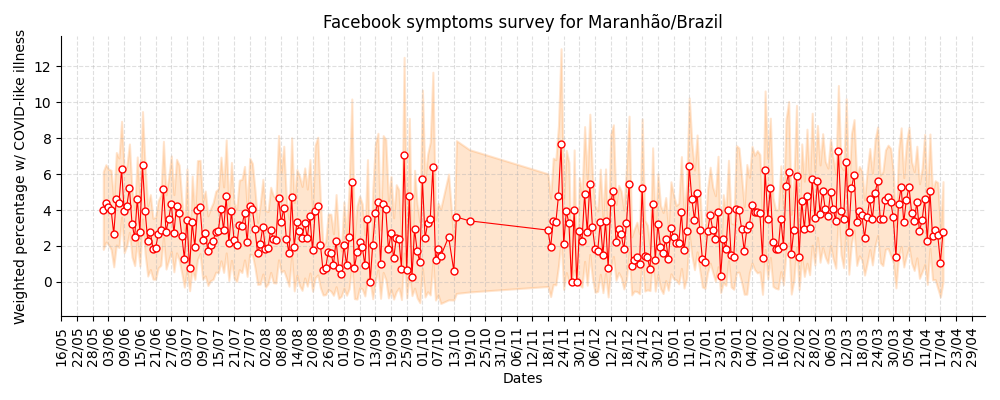 Facebook symptoms survey for Maranhão/Brazil
Weighted percentage w/ COVID-like illness
12
10
8
6
4
2
0
16/05 22/05 28/05 03/06 09/06 15/06 21/06 27/06 03/07 09/07 15/07 21/07 27/07 02/08 08/08 14/08 20/08 26/08 01/09 07/09 13/09 19/09 25/09 01/10 07/10 13/10 19/10 25/10 31/10 06/11 12/11 18/11 24/11 30/11 06/12 12/12 18/12 24/12 30/12 05/01 11/01 17/01 23/01 29/01 04/02 10/02 16/02 22/02 28/02 06/03 12/03 18/03 24/03 30/03 05/04 11/04 17/04 23/04 29/04
Dates